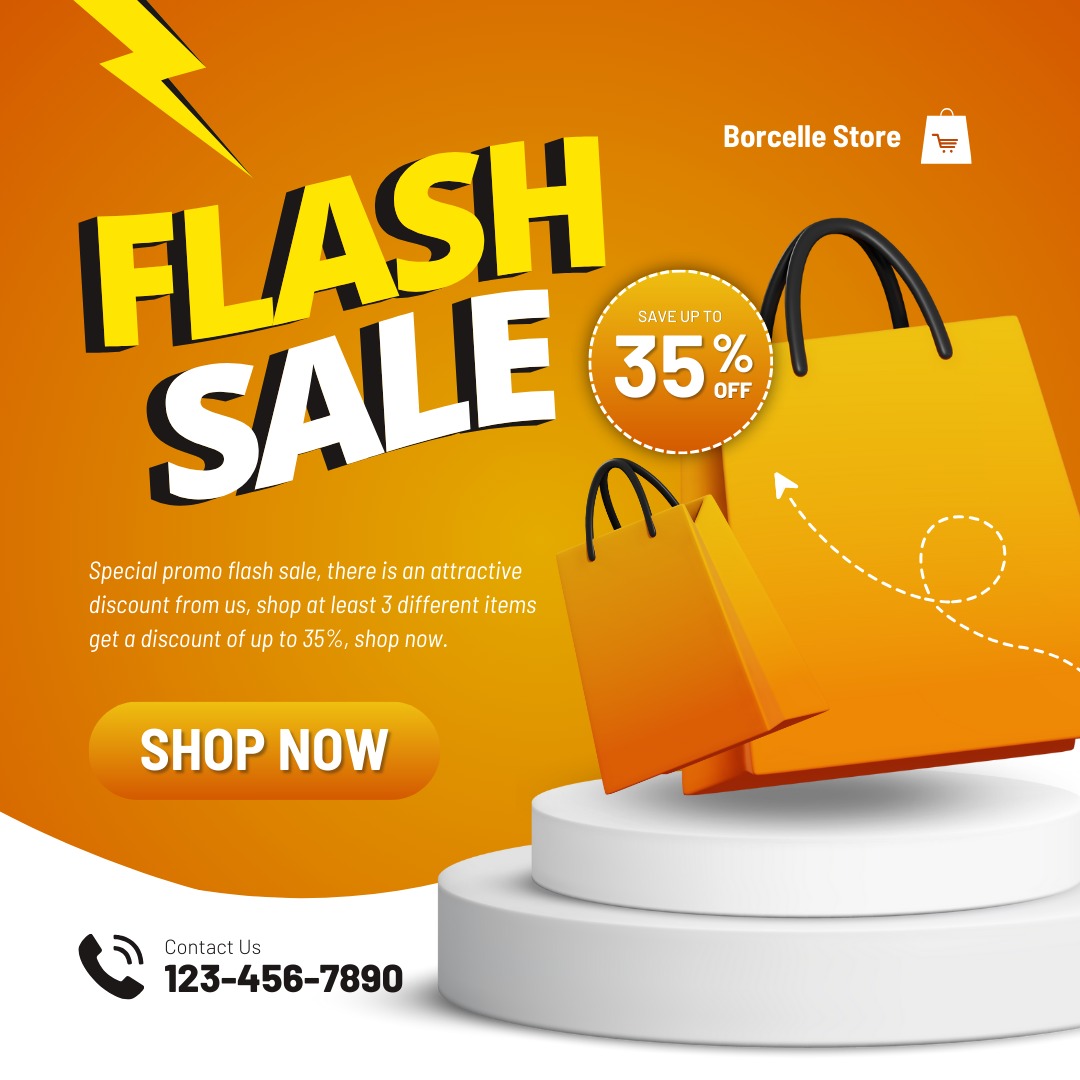 Borcelle Store
FLASH
SALE
SAVE UP TO
35%
OFF
Special promo flash sale, there is an attractive
discount from us, shop at least 3 different items
get a discount of up to 35%, shop now.
SHOP NOW
Contact Us
123-456-7890